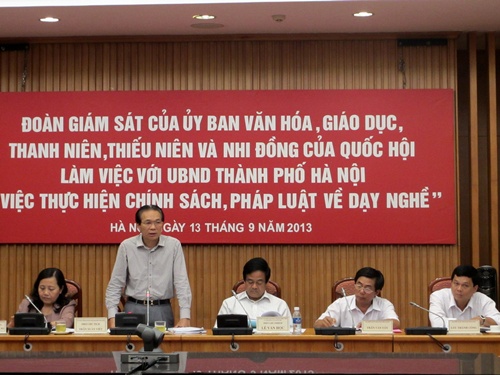 ĐOÀN GIÁM SÁT CỦA ỦY BAN VĂN HÓA, GIÁO DỤC,
THANH NIÊN, THIẾU NIÊN VÀ NHI ĐỒNG CỦA QUỐC HỘI
LÀM VIỆC VỚI UBND THÀNH PHỐ HÀ NỘI
VIỆC THỰC HIỆN CHÍNH SÁCH, PHÁP LUẬT VỀ DẠY NGHỀ”
HÀ NGÀY 13 THÁNG 9 NĂM 2013